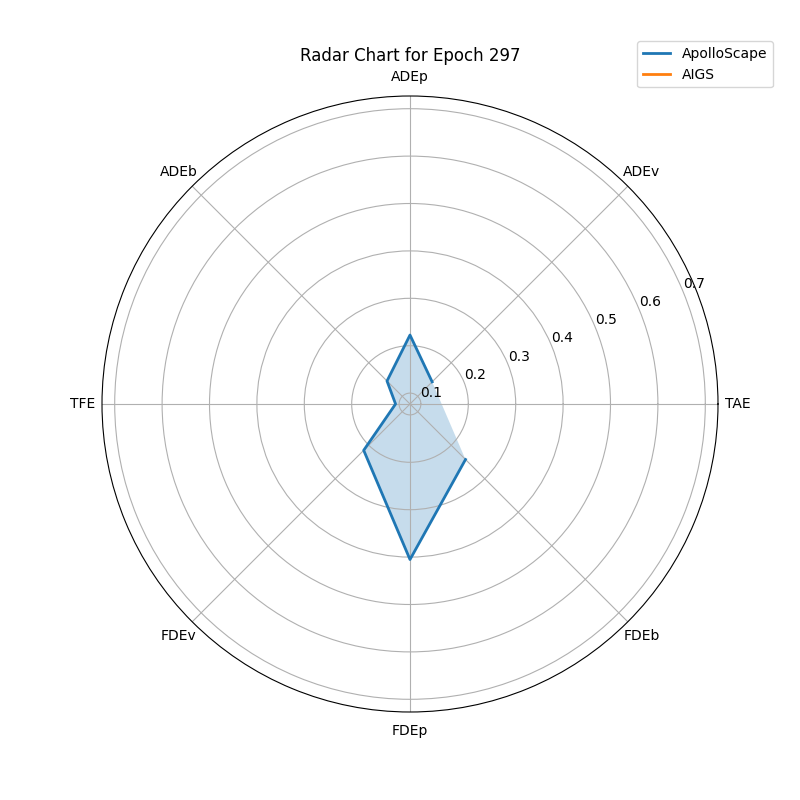 Radar Chart for Epoch 297
ApolloScape
AIGS
ADEp
ADEb
ADEv
0.7
0.6
0.5
0.4
0.3
0.2
0.1
TFE
TAE
FDEv
FDEb
FDEp